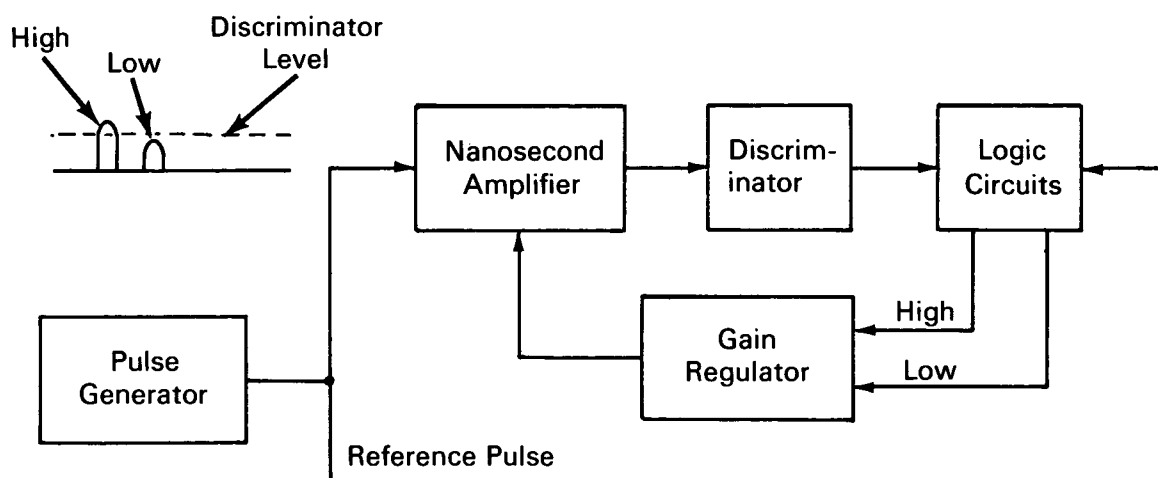 High
Low
Discriminator
Level
Nanosecond
Amplifier
Discrim-
inator
Logic
Circuits
High
Low
Gain
Regulator
Pulse
Generator
Reference Pulse